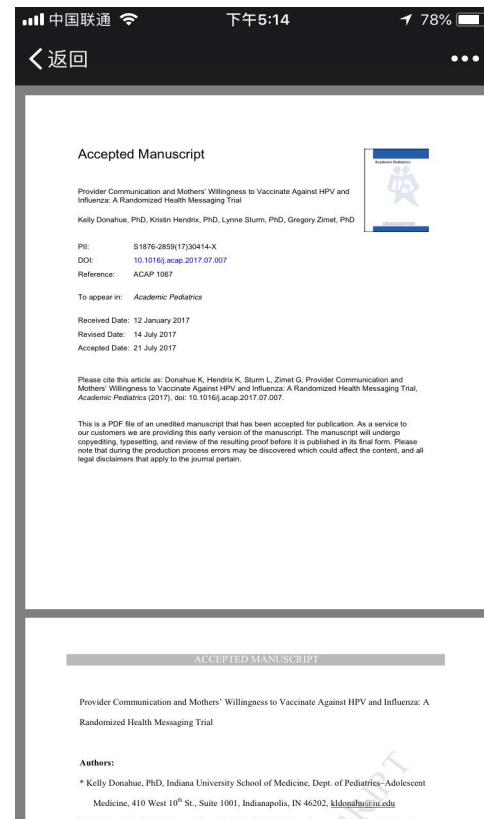 中国联通
下午5:14
78%
返回
Accepted Manuscript
Academic Pediatrics
Provider Communication and Mothers' Willingness to Vaccinate Against HPV and
Influenza: A Randomized Health Messaging Trial
Kelly Donahue, PhD, Kristin Hendrix, PhD, Lynne Sturm, PhD, Gregory Zimet, PhD
PII: S1876-2859(17)30414-X
DOI: 10.1016/j.acap.2017.07.007
Reference: ACAP 1067
To appear in: Academic Pediatrics
Received Date: 12 January 2017
Revised Date: 14 July 2017
Accepted Date: 21 July 2017
Please cite this article as: Donahue K, Hendrix K, Sturm L, Zimet G, Provider Communication and
Mothers' Willingness to Vaccinate Against HPV and Influenza: A Randomized Health Messaging Trial,
Academic Pediatrics (2017), doi: 10.1016/j.acap.2017.07.007.
This is a PDF file of an unedited manuscript that has been accepted for publication. As a service to
our customers we are providing this early version of the manuscript. The manuscript will undergo
copyediting, typesetting, and review of the resulting proof before it is published in its final form. Please
note that during the production process errors may be discovered which could affect the content, and all
legal disclaimers that apply to the journal pertain.
ACCEPTED MANUSCRIPT
Provider Communication and Mothers' Willingness to Vaccinate Against HPV and Influenza: A
Randomized Health Messaging Trial
Authors:
* Kelly Donahue, PhD, Indiana University School of Medicine, Dept. of Pediatrics–Adolescent
Medicine, 410 West 10th St., Suite 1001, Indianapolis, IN 46202, kldonahu@iu.edu